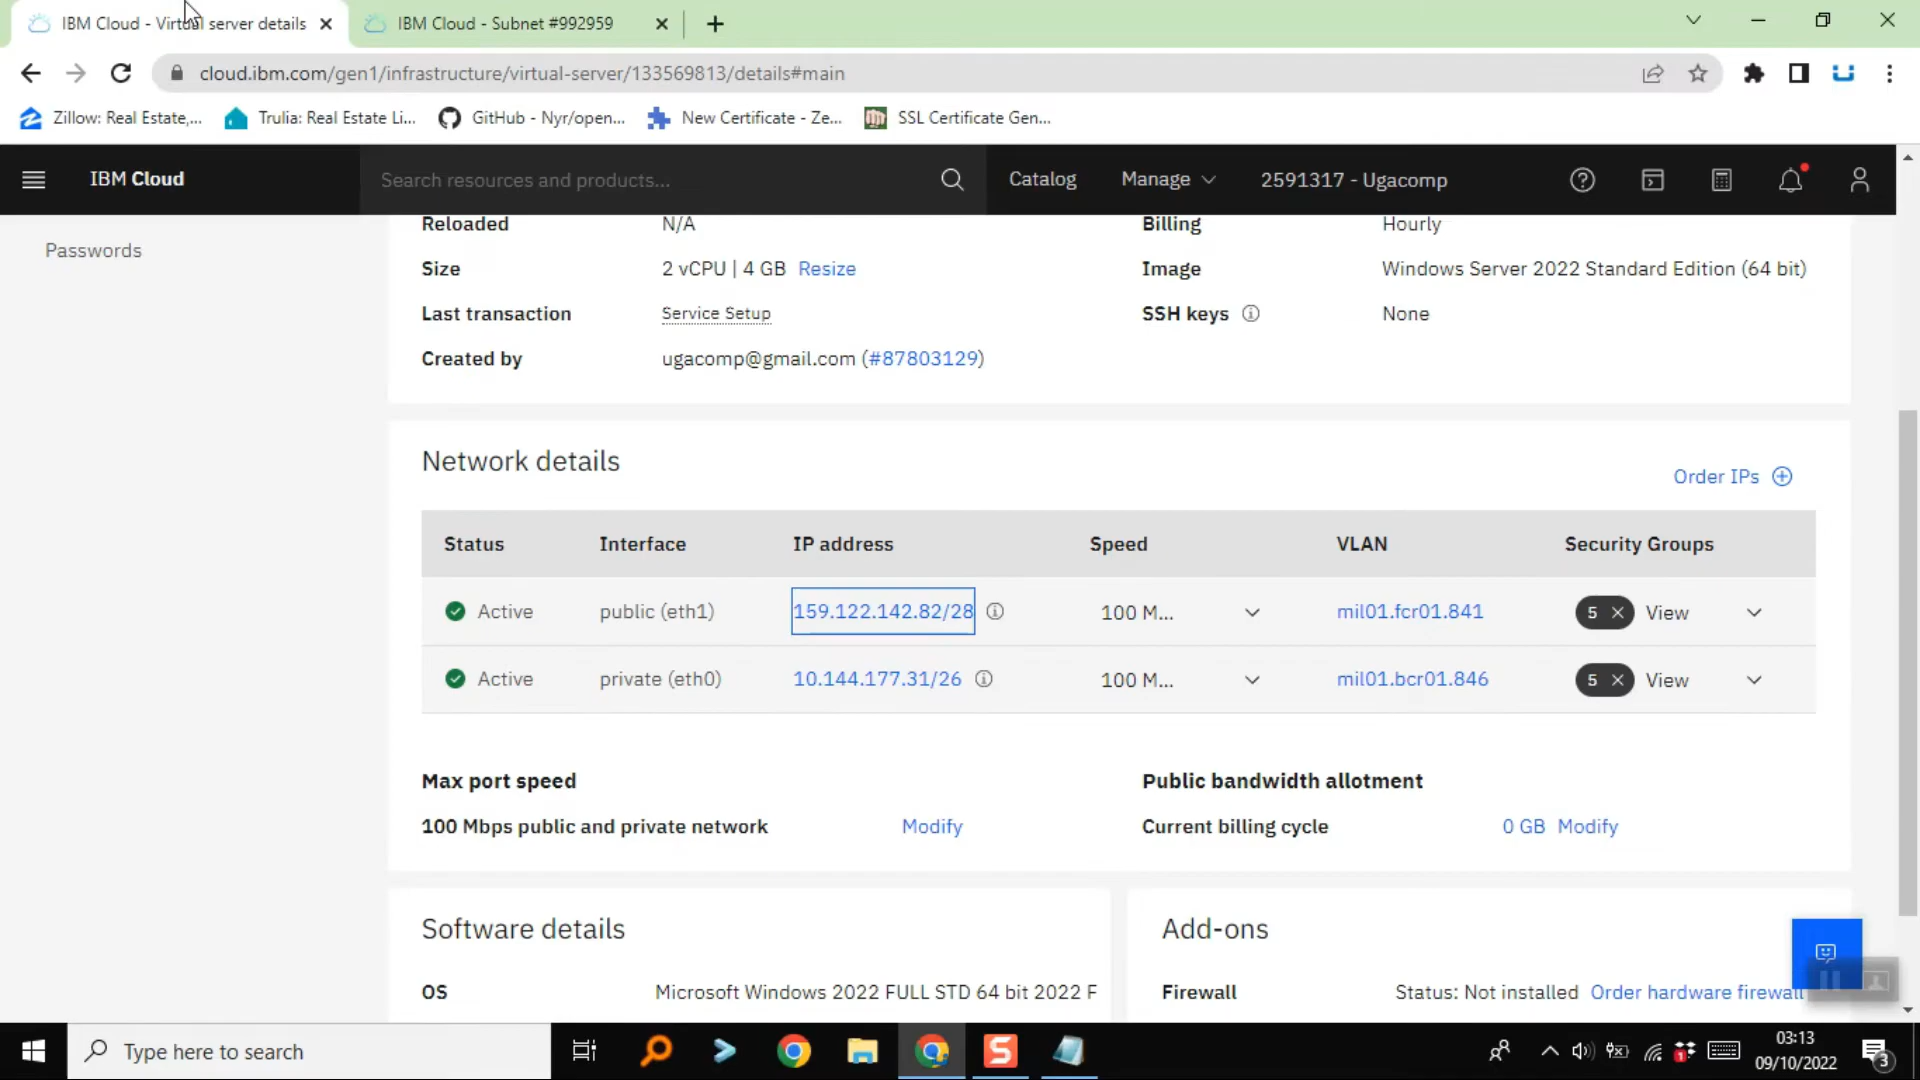 IBM Cloud - Virtual server details
IBM Cloud - Subnet #992959
cloud.ibm.com/gen1/infrastructure/virtual-server/133569813/details#main
Zillow: Real Estate,...
Trulia: Real Estate Li...
GitHub - Nyr/open...
New Certificate - Ze...
SSL Certificate Gen...
IBM Cloud
Search resources and products...
Catalog
Manage
2591317 - Ugacomp
Passwords
Reloaded N/A
Billing Hourly
Size 2 vCPU | 4 GB Resize
Image Windows Server 2022 Standard Edition (64 bit)
Last transaction Service Setup
SSH keys None
Created by ugacomp@gmail.com (#87803129)
Network details
Order IPs
Status Interface IP address Speed VLAN Security Groups
Active public (eth1) 159.122.142.82/28 100 M... mil01.fcr01.841 5 View
Active private (eth0) 10.144.177.31/26 100 M... mil01.bcr01.846 5 View
Max port speed
100 Mbps public and private network Modify
Public bandwidth allotment
Current billing cycle 0 GB Modify
Software details
OS Microsoft Windows 2022 FULL STD 64 bit 2022 F
Add-ons
Firewall Status: Not installed Order hardware firewall
Type here to search
S
1
03:13
09/10/2022
3